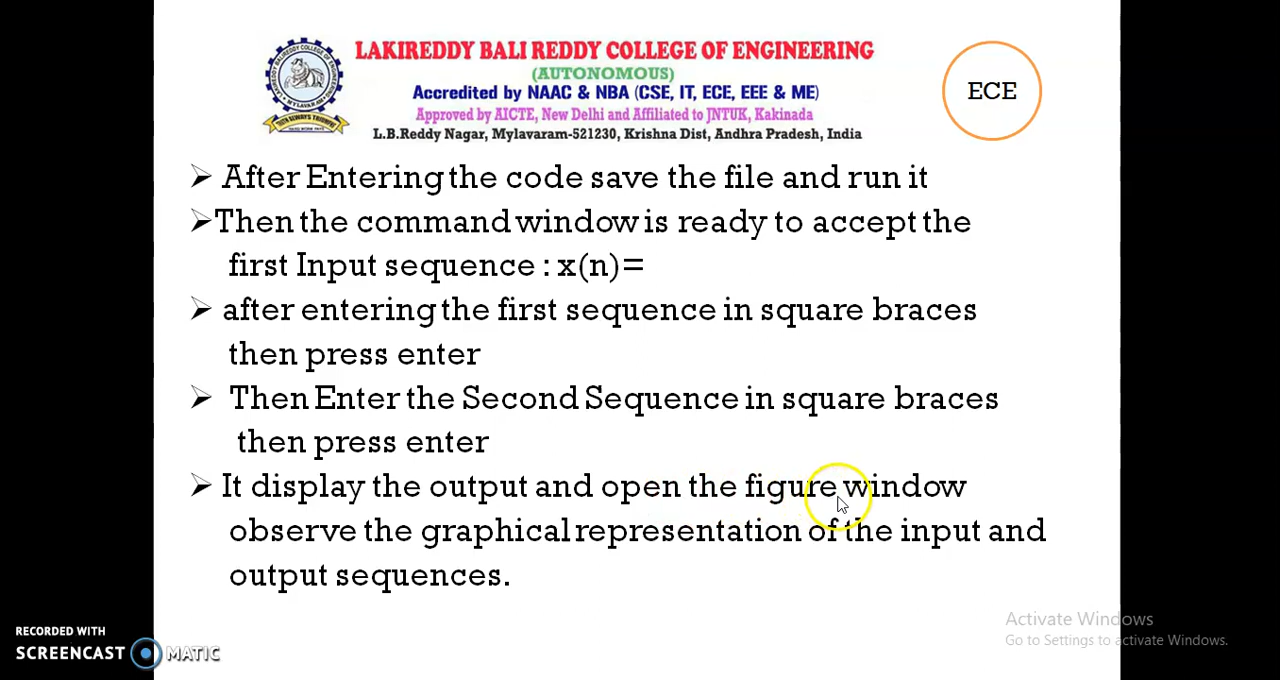 LAKIREDDY BALI REDDY COLLEGE OF ENGINEERING
(AUTONOMOUS)
Accredited by NAAC & NBA (CSE, IT, ECE, EEE & ME)
Approved by AICTE, New Delhi and Affiliated to JNTUK, Kakinada
L.B.Reddy Nagar, Mylavaram-521230, Krishna Dist, Andhra Pradesh, India
ECE
➢ After Entering the code save the file and run it
➢ Then the command window is ready to accept the
first Input sequence : x(n)=
➢ after entering the first sequence in square braces
then press enter
➢ Then Enter the Second Sequence in square braces
then press enter
➢ It display the output and open the figure window
observe the graphical representation of the input and
output sequences.
Activate Windows
Go to Settings to activate Windows.
RECORDED WITH
SCREENCAST MATIC